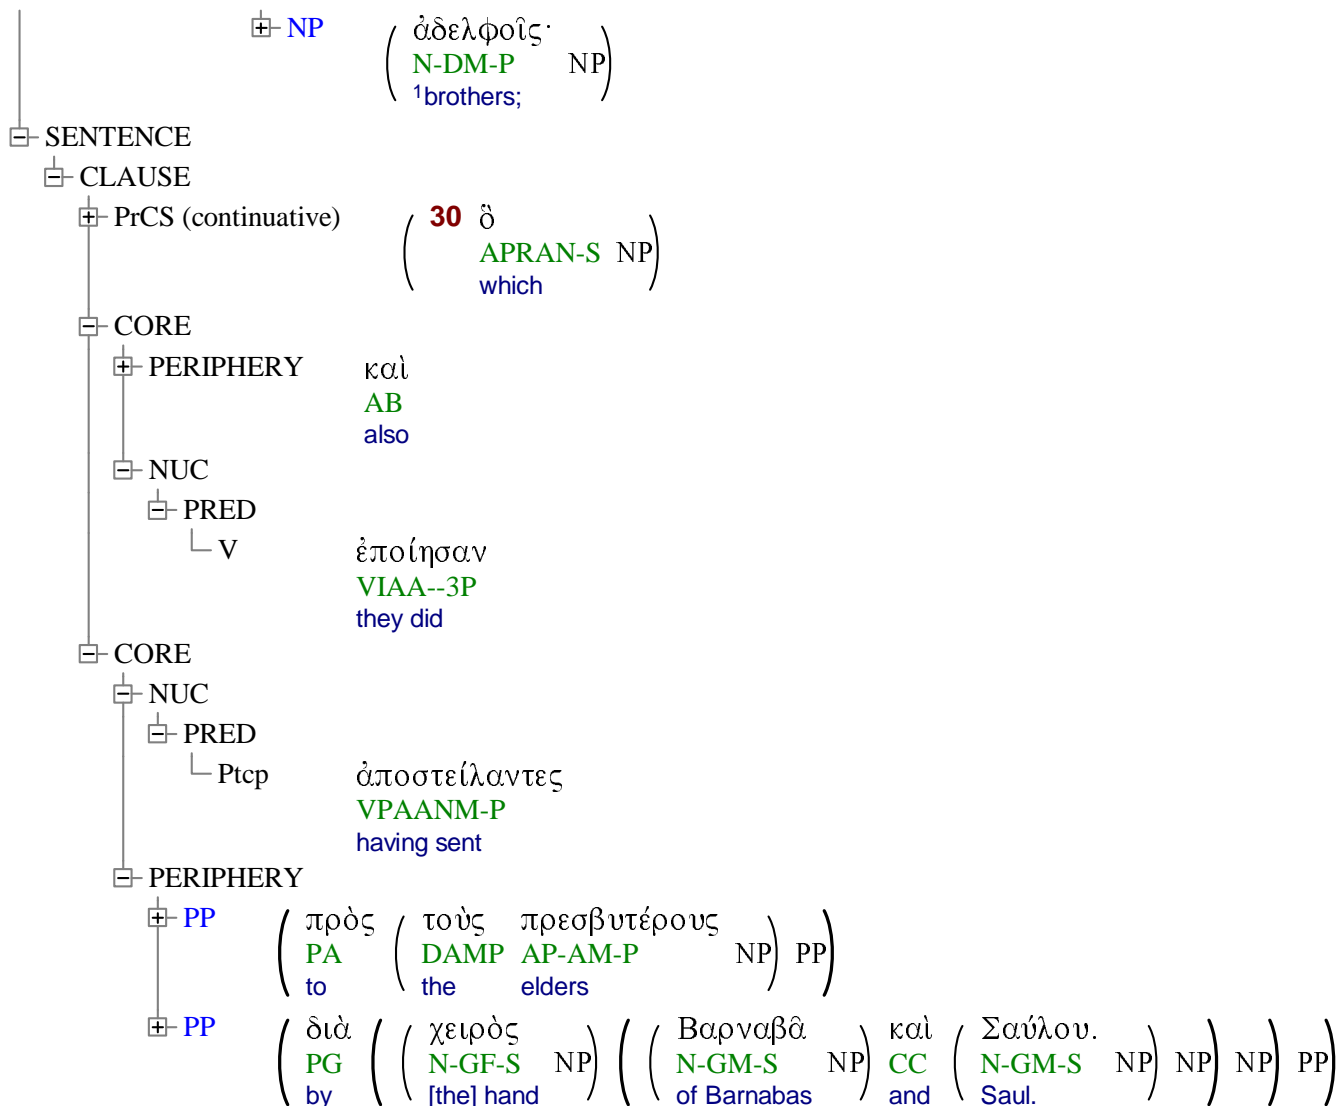 NP ( ἀδελφοῖς·
N-DM-P NP)
¹brothers;
SENTENCE
CLAUSE
PrCS (continuative) ( 30 ὃ
APRAN-S NP)
which
CORE
PERIPHERY καὶ
AB
also
NUC
PRED
V ἐποίησαν
VIAA--3P
they did
CORE
NUC
PRED
Ptcp ἀποστείλαντες
VPAANM-P
having sent
PERIPHERY
PP ( πρὸς ( τοὺς πρεσβυτέρους
PA DAMP AP-AM-P NP) PP)
to the elders
PP ( διὰ ( ( χειρὸς ( ( Βαρναβᾶ καὶ ( Σαύλου.
PG N-GF-S NP) N-GM-S NP) CC N-GM-S NP) NP) NP) PP)
by [the] hand of Barnabas and Saul.